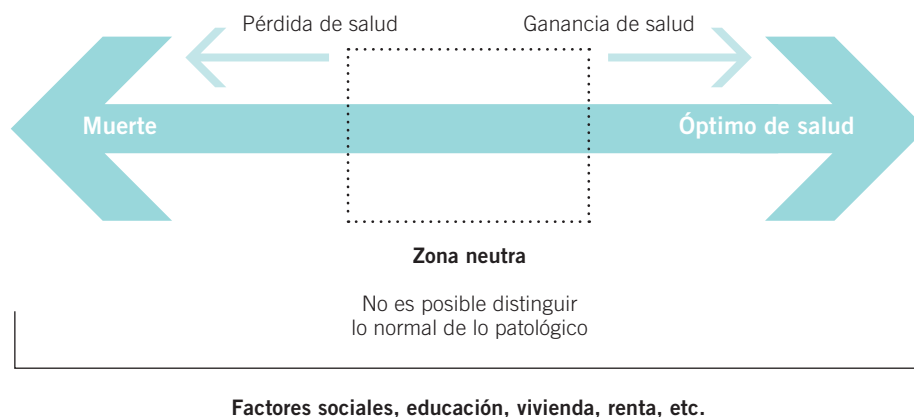 Pérdida de salud
Ganancia de salud
Muerte
Óptimo de salud
Zona neutra
No es posible distinguir
lo normal de lo patológico
Factores sociales, educación, vivienda, renta, etc.